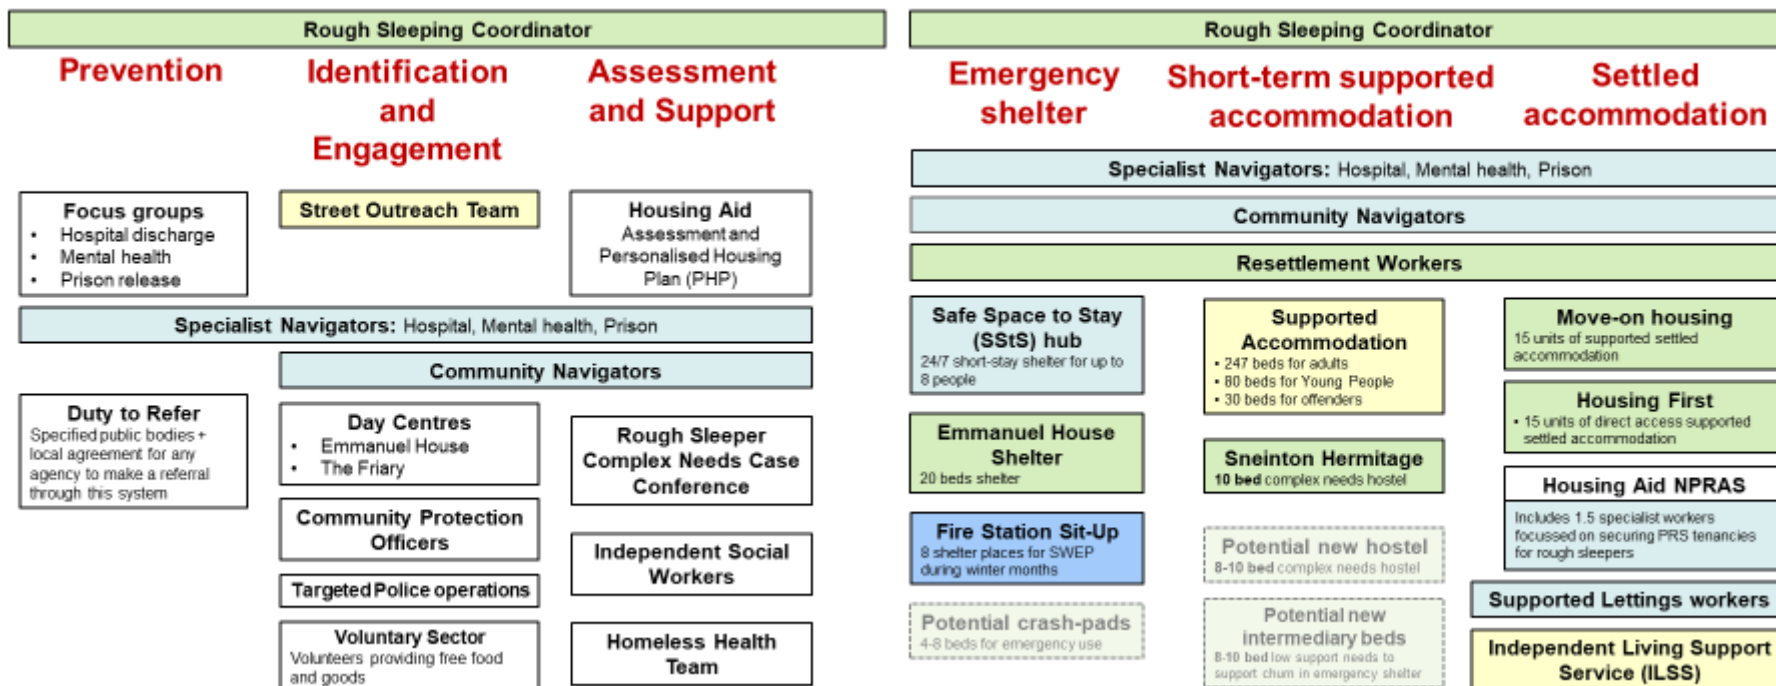 Rough Sleeping Coordinator
Prevention
Identification
and
Engagement
Assessment
and Support
Focus groups
• Hospital discharge
• Mental health
• Prison release
Street Outreach Team
Housing Aid
Assessment and
Personalised Housing
Plan (PHP)
Specialist Navigators: Hospital, Mental health, Prison
Community Navigators
Duty to Refer
Specified public bodies +
local agreement for any
agency to make a referral
through this system
Day Centres
• Emmanuel House
• The Friary
Community Protection
Officers
Targeted Police operations
Voluntary Sector
Volunteers providing free food
and goods
Rough Sleeper
Complex Needs Case
Conference
Independent Social
Workers
Homeless Health
Team
Rough Sleeping Coordinator
Emergency
shelter
Short-term supported
accommodation
Settled
accommodation
Specialist Navigators: Hospital, Mental health, Prison
Community Navigators
Resettlement Workers
Safe Space to Stay
(SStS) hub
24/7 short-stay shelter for up to
8 people
Emmanuel House
Shelter
20 beds shelter
Fire Station Sit-Up
8 shelter places for SWEP
during winter months
Potential crash-pads
4-8 beds for emergency use
Supported
Accommodation
• 247 beds for adults
• 80 beds for Young People
• 30 beds for offenders
Sneinton Hermitage
10 bed complex needs hostel
Potential new hostel
8-10 bed complex needs hostel
Potential new
intermediary beds
8-10 bed low support needs to
support churn in emergency shelter
Move-on housing
15 units of supported settled
accommodation
Housing First
• 15 units of direct access supported
settled accommodation
Housing Aid NPRAS
Includes 1.5 specialist workers
focussed on securing PRS tenancies
for rough sleepers
Supported Lettings workers
Independent Living Support
Service (ILSS)